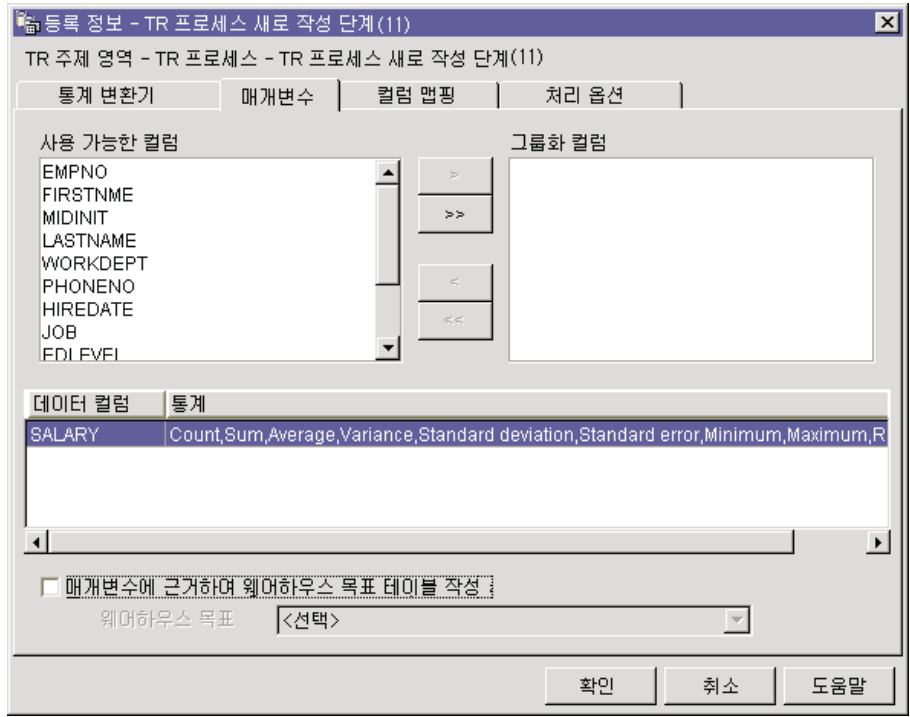 등록 정보 - TR 프로세스 새로 작성 단계(11)
TR 주제 영역 - TR 프로세스 - TR 프로세스 새로 작성 단계(11)
통계 변환기 매개변수 컬럼 맵핑 처리 옵션
사용 가능한 컬럼 그룹화 컬럼
EMPNO
FIRSTNME
MIDINIT
LASTNAME
WORKDEPT
PHONENO
HIREDATE
JOB
EDLEVEL
>
>>
<
<<
데이터 컬럼 통계
SALARY Count,Sum,Average,Variance,Standard deviation,Standard error,Minimum,Maximum,R
매개변수에 근거하여 웨어하우스 목표 테이블 작성
웨어하우스 목표 <선택>
확인 취소 도움말